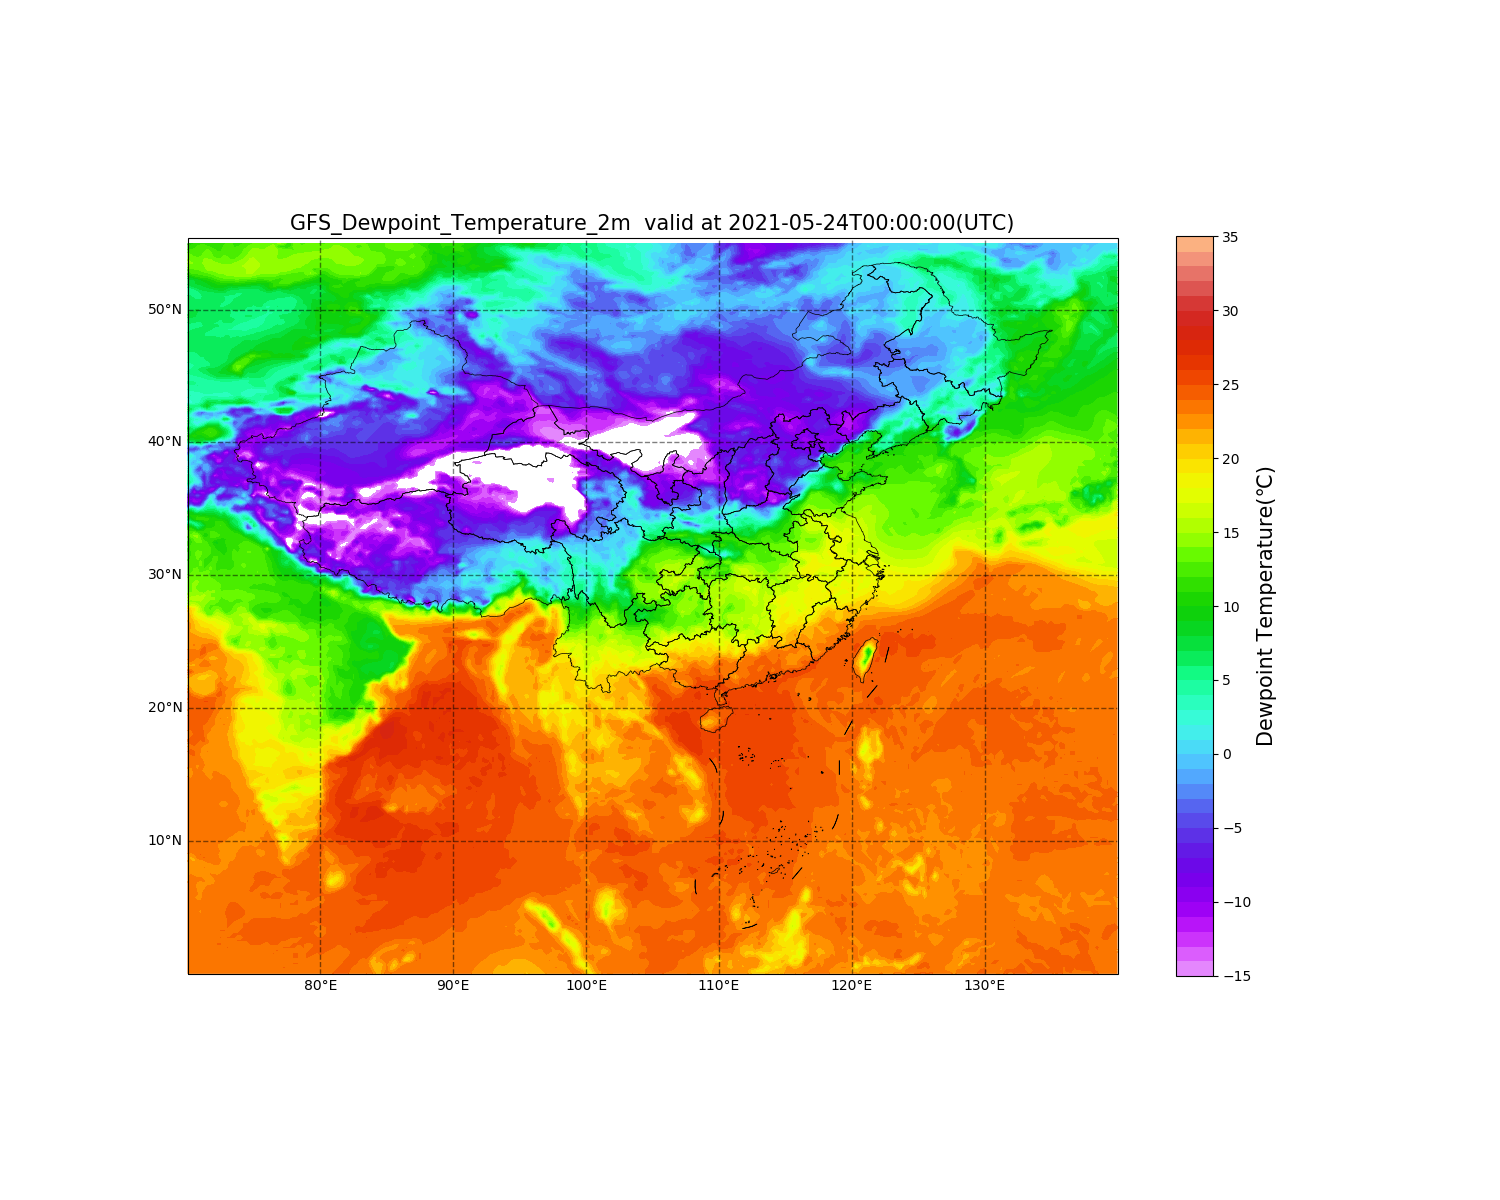 GFS_Dewpoint_Temperature_2m  valid at 2021-05-24T00:00:00(UTC)
50°N
40°N
30°N
20°N
10°N
80°E
90°E
100°E
110°E
120°E
130°E
35
30
25
20
15
10
5
0
−5
−10
−15
Dewpoint Temperature(℃)